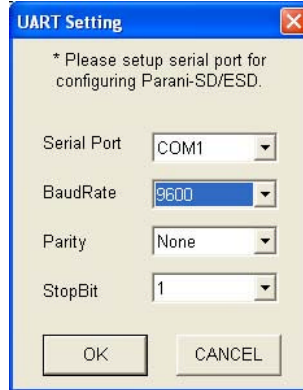 UART Setting
* Please setup serial port for
configuring Parani-SD/ESD.
Serial Port COM1
BaudRate 9600
Parity None
StopBit 1
OK CANCEL